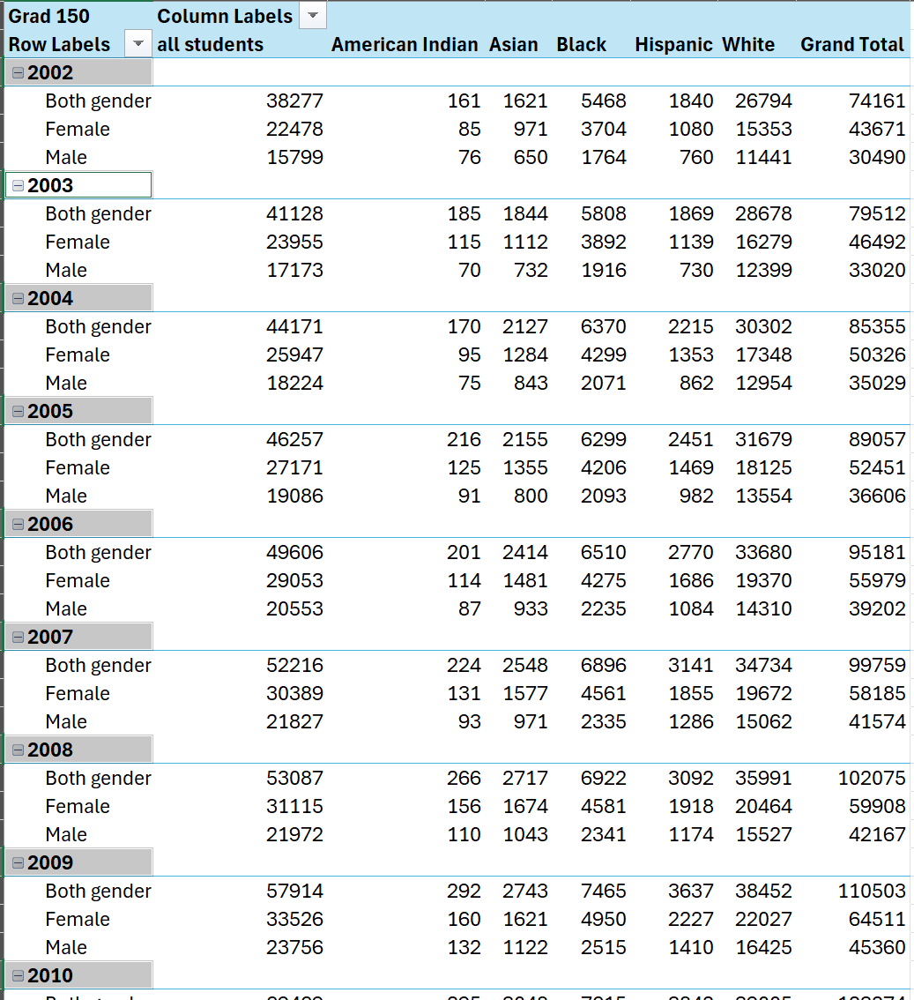 Grad 150 Column Labels
Row Labels all students American Indian Asian Black Hispanic White Grand Total
2002
Both gender 38277 161 1621 5468 1840 26794 74161
Female 22478 85 971 3704 1080 15353 43671
Male 15799 76 650 1764 760 11441 30490
2003
Both gender 41128 185 1844 5808 1869 28678 79512
Female 23955 115 1112 3892 1139 16279 46492
Male 17173 70 732 1916 730 12399 33020
2004
Both gender 44171 170 2127 6370 2215 30302 85355
Female 25947 95 1284 4299 1353 17348 50326
Male 18224 75 843 2071 862 12954 35029
2005
Both gender 46257 216 2155 6299 2451 31679 89057
Female 27171 125 1355 4206 1469 18125 52451
Male 19086 91 800 2093 982 13554 36606
2006
Both gender 49606 201 2414 6510 2770 33680 95181
Female 29053 114 1481 4275 1686 19370 55979
Male 20553 87 933 2235 1084 14310 39202
2007
Both gender 52216 224 2548 6896 3141 34734 99759
Female 30389 131 1577 4561 1855 19672 58185
Male 21827 93 971 2335 1286 15062 41574
2008
Both gender 53087 266 2717 6922 3092 35991 102075
Female 31115 156 1674 4581 1918 20464 59908
Male 21972 110 1043 2341 1174 15527 42167
2009
Both gender 57914 292 2743 7465 3637 38452 110503
Female 33526 160 1621 4950 2227 22027 64511
Male 23756 132 1122 2515 1410 16425 45360
2010